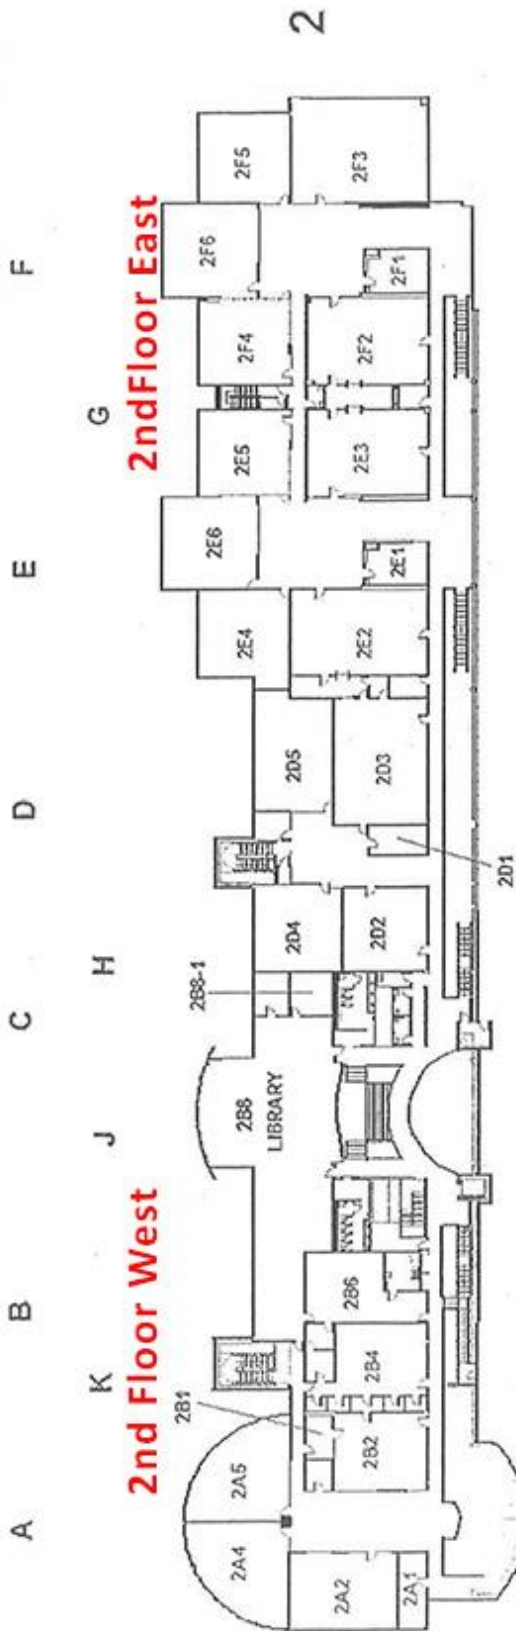 2
A
B
C
D
E
F
K
J
H
G
2nd Floor West
2ndFloor East
2A4
2A5
2A2
2A1
2B1
2B2
2B4
2B6
2B8
LIBRARY
2B8-1
2D4
2D2
2D1
2D5
2D3
2E4
2E2
2E6
2E1
2E5
2E3
2F4
2F2
2F6
2F1
2F5
2F3